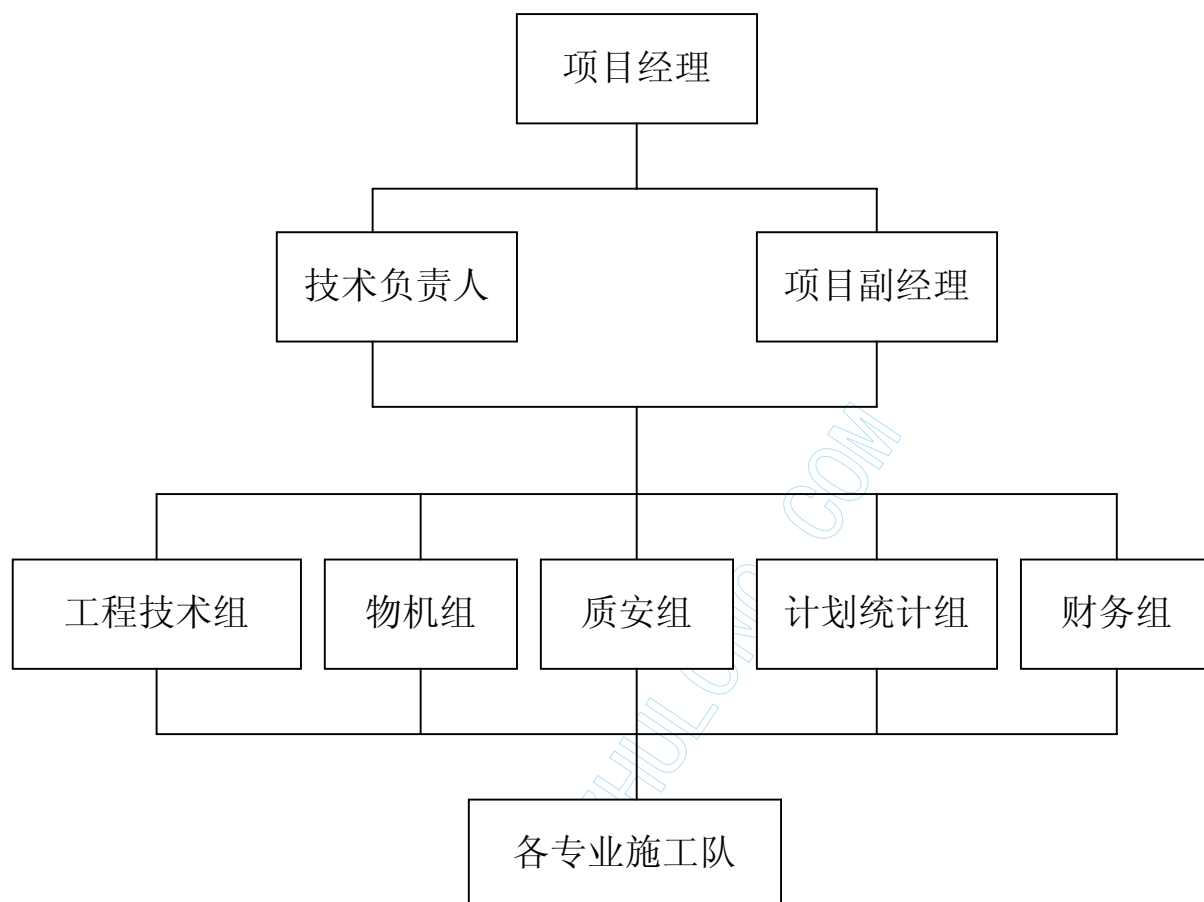 项目经理
技术负责人
项目副经理
工程技术组
物机组
质安组
计划统计组
财务组
各专业施工队